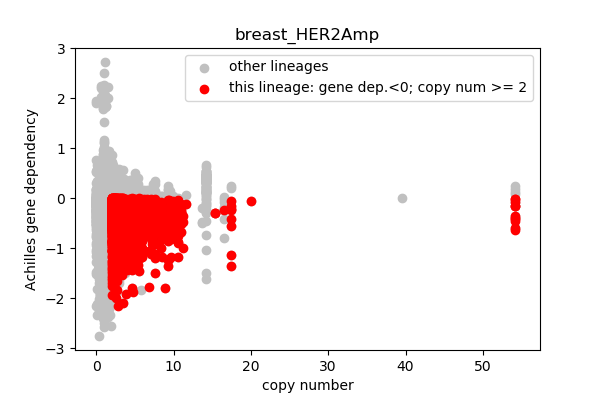 breast_HER2Amp
other lineages
this lineage: gene dep.<0; copy num >= 2
Achilles gene dependency
3
2
1
0
−1
−2
−3
0
10
20
30
40
50
copy number